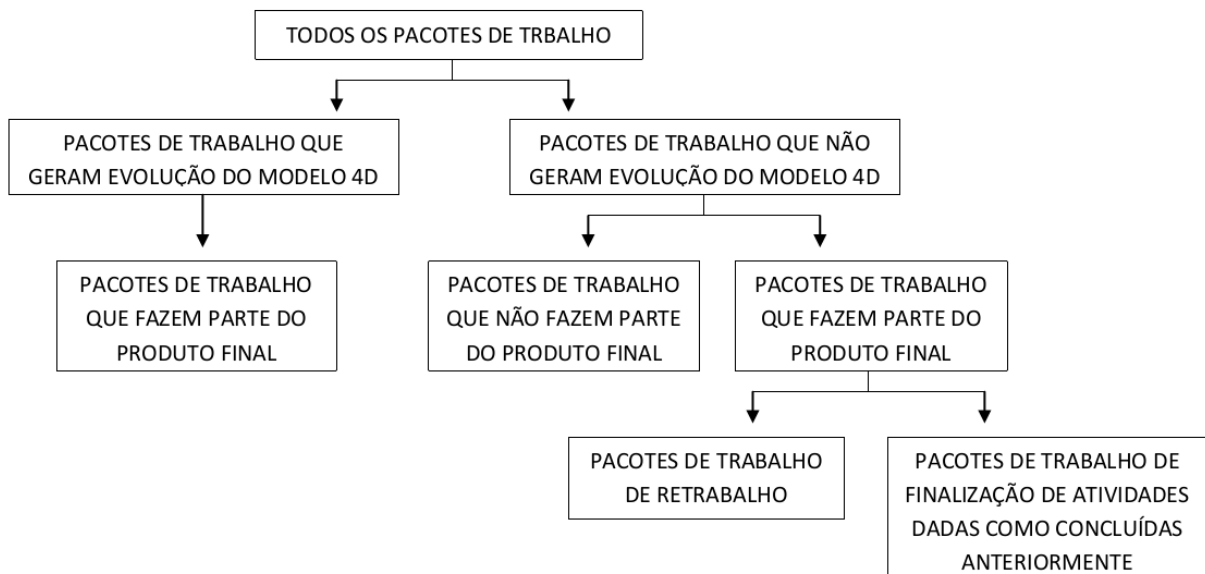 TODOS OS PACOTES DE TRBALHO
PACOTES DE TRABALHO QUE
GERAM EVOLUÇÃO DO MODELO 4D
PACOTES DE TRABALHO QUE NÃO
GERAM EVOLUÇÃO DO MODELO 4D
PACOTES DE TRABALHO
QUE FAZEM PARTE DO
PRODUTO FINAL
PACOTES DE TRABALHO
QUE NÃO FAZEM PARTE
DO PRODUTO FINAL
PACOTES DE TRABALHO
QUE FAZEM PARTE DO
PRODUTO FINAL
PACOTES DE TRABALHO
DE RETRABALHO
PACOTES DE TRABALHO DE
FINALIZAÇÃO DE ATIVIDADES
DADAS COMO CONCLUÍDAS
ANTERIORMENTE